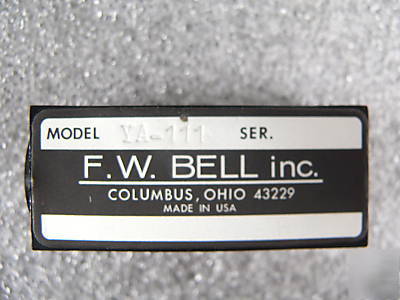 MODEL YA-111 SER.
F.W. BELL inc.
COLUMBUS, OHIO 43229
MADE IN USA